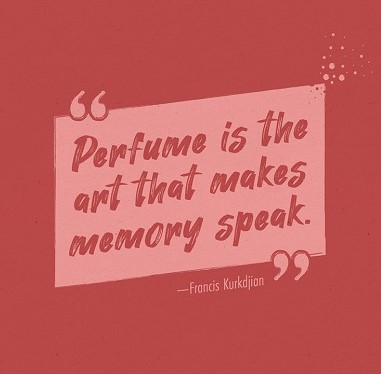 “
Perfume is the
art that makes
memory speak.
”
—Francis Kurkdjian